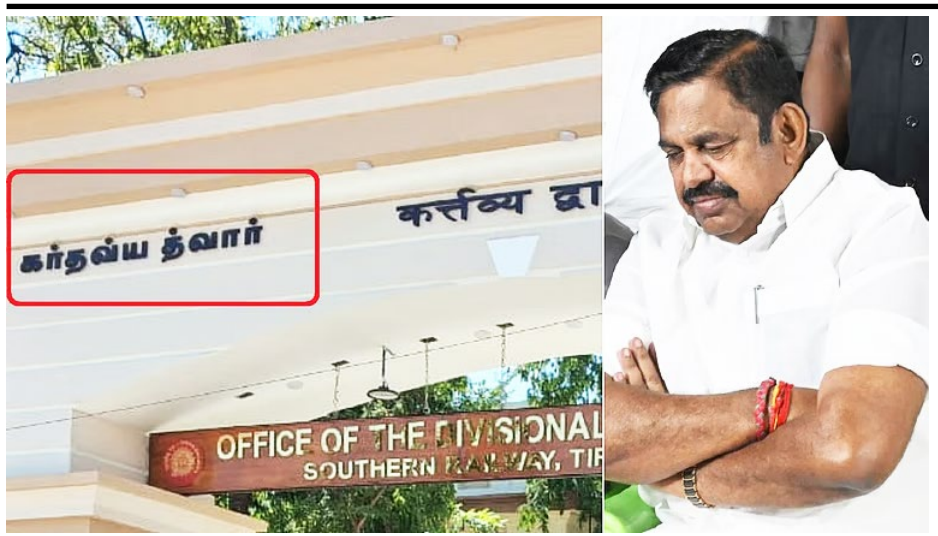 கர்தவ்ய த்வார்
कर्त्तव्य
OFFICE OF THE DIVISIONAL
SOUTHERN RAILWAY,